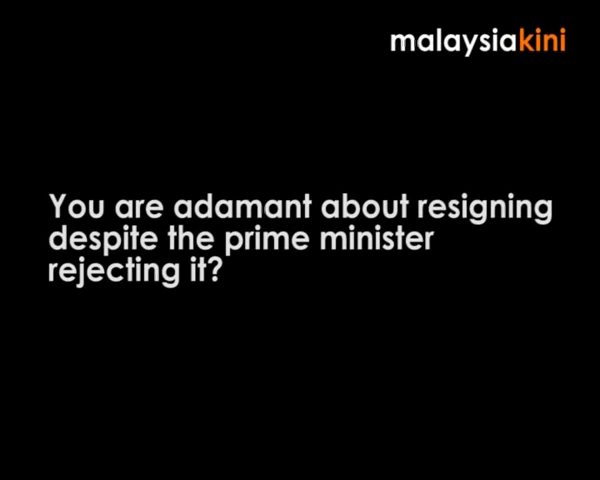 malaysiakini
You are adamant about resigning
despite the prime minister
rejecting it?